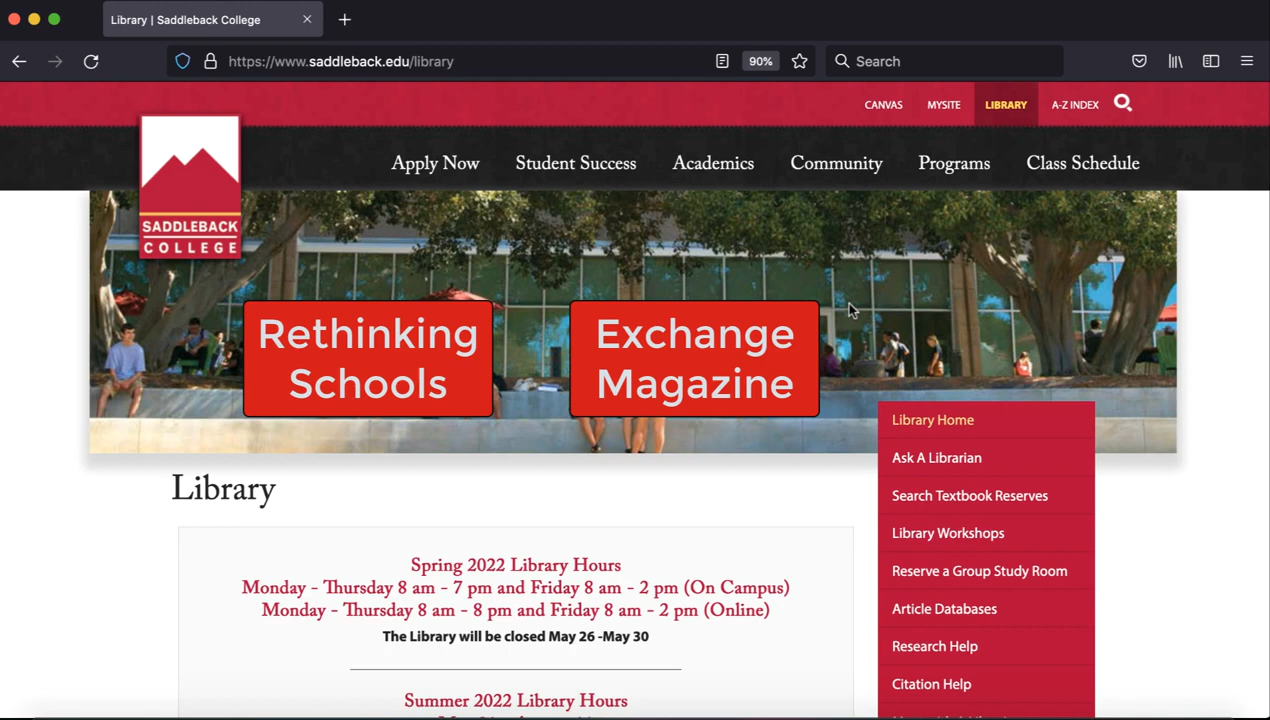 Library | Saddleback College
https://www.saddleback.edu/library
90%
Search
CANVAS
MYSITE
LIBRARY
A-Z INDEX
SADDLEBACK
COLLEGE
Apply Now
Student Success
Academics
Community
Programs
Class Schedule
Rethinking
Schools
Exchange
Magazine
Library Home
Ask A Librarian
Search Textbook Reserves
Library Workshops
Reserve a Group Study Room
Article Databases
Research Help
Citation Help
Library
Spring 2022 Library Hours
Monday - Thursday 8 am - 7 pm and Friday 8 am - 2 pm (On Campus)
Monday - Thursday 8 am - 8 pm and Friday 8 am - 2 pm (Online)
The Library will be closed May 26 -May 30
Summer 2022 Library Hours